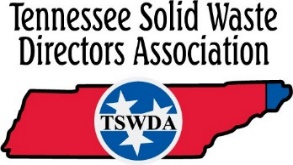 Tennessee Solid Waste
Directors Association
TSWDA